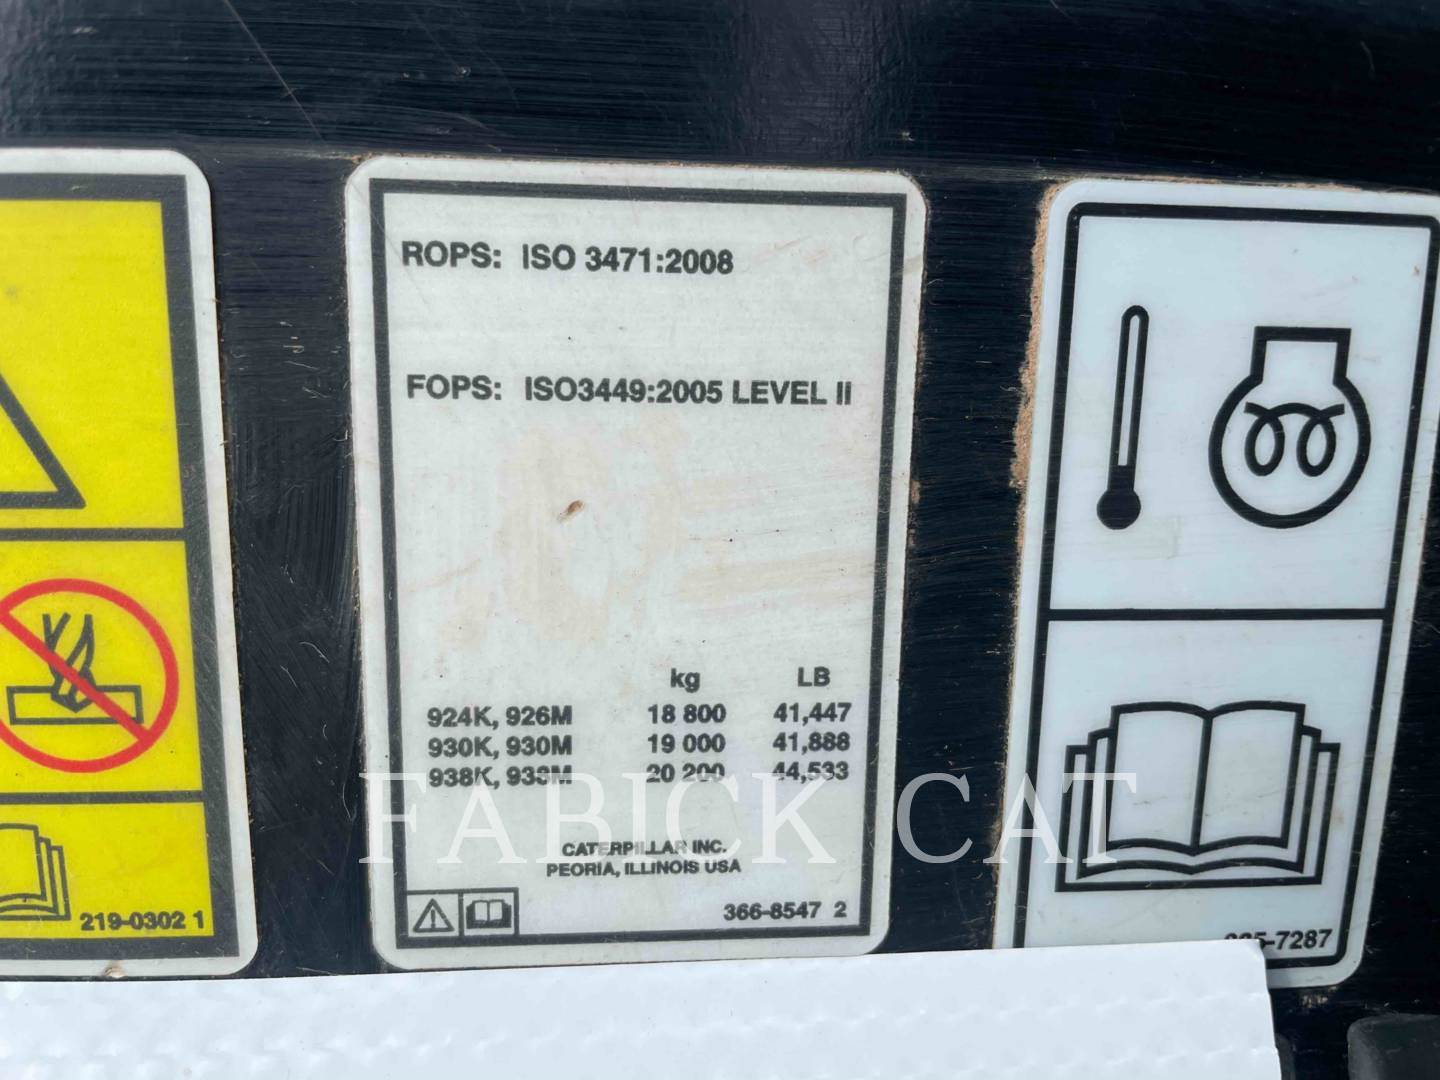 ROPS: ISO 3471:2008
FOPS: ISO3449:2005 LEVEL II
kg LB
924K, 926M 18 800 41,447
930K, 930M 19 000 41,888
938K, 938M 20 200 44,533
FABICK CAT
CATERPILLAR INC.
PEORIA, ILLINOIS USA
219-0302 1
366-8547 2
5-7287